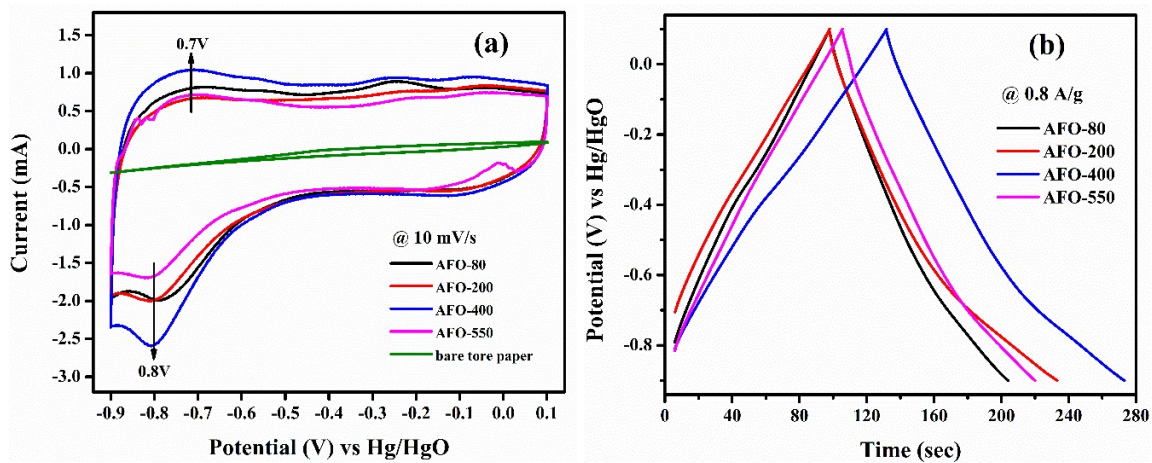 (a)
0.7V
1.5
1.0
0.5
0.0
-0.5
-1.0
-1.5
-2.0
-2.5
-3.0
Current (mA)
@ 10 mV/s
AFO-80
AFO-200
AFO-400
AFO-550
bare tore paper
0.8V
-0.9 -0.8 -0.7 -0.6 -0.5 -0.4 -0.3 -0.2 -0.1 0.0 0.1
Potential (V) vs Hg/HgO
(b)
0.0
-0.2
-0.4
-0.6
-0.8
Potential (V) vs Hg/HgO
@ 0.8 A/g
AFO-80
AFO-200
AFO-400
AFO-550
0 40 80 120 160 200 240 280
Time (sec)